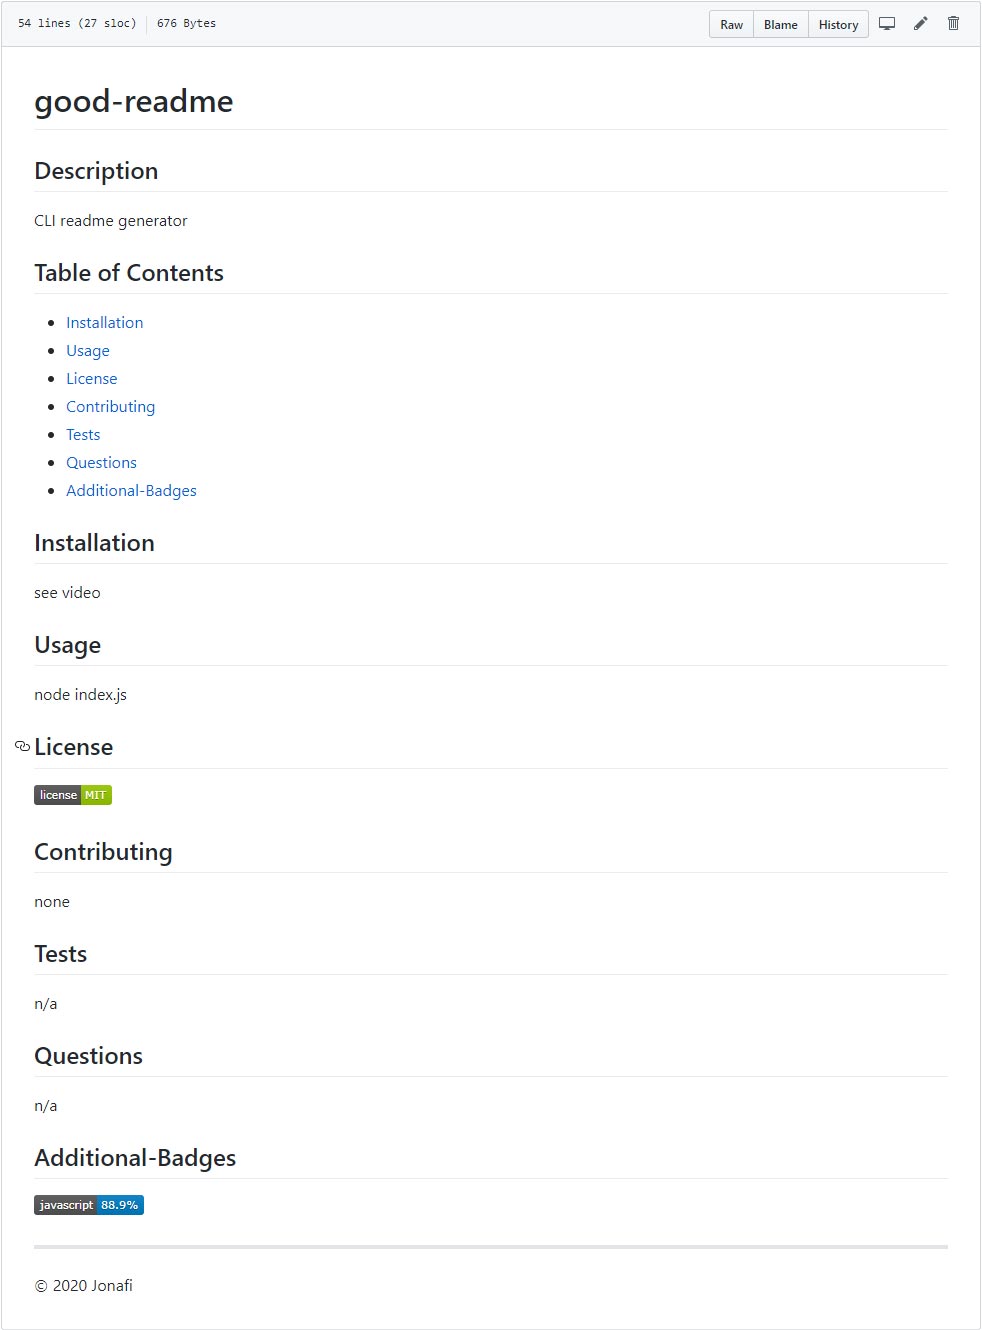 54 lines (27 sloc) 676 Bytes Raw Blame History
good-readme
Description
CLI readme generator
Table of Contents
Installation
Usage
License
Contributing
Tests
Questions
Additional-Badges
Installation
see video
Usage
node index.js
License
license MIT
Contributing
none
Tests
n/a
Questions
n/a
Additional-Badges
javascript 88.9%
© 2020 Jonafi